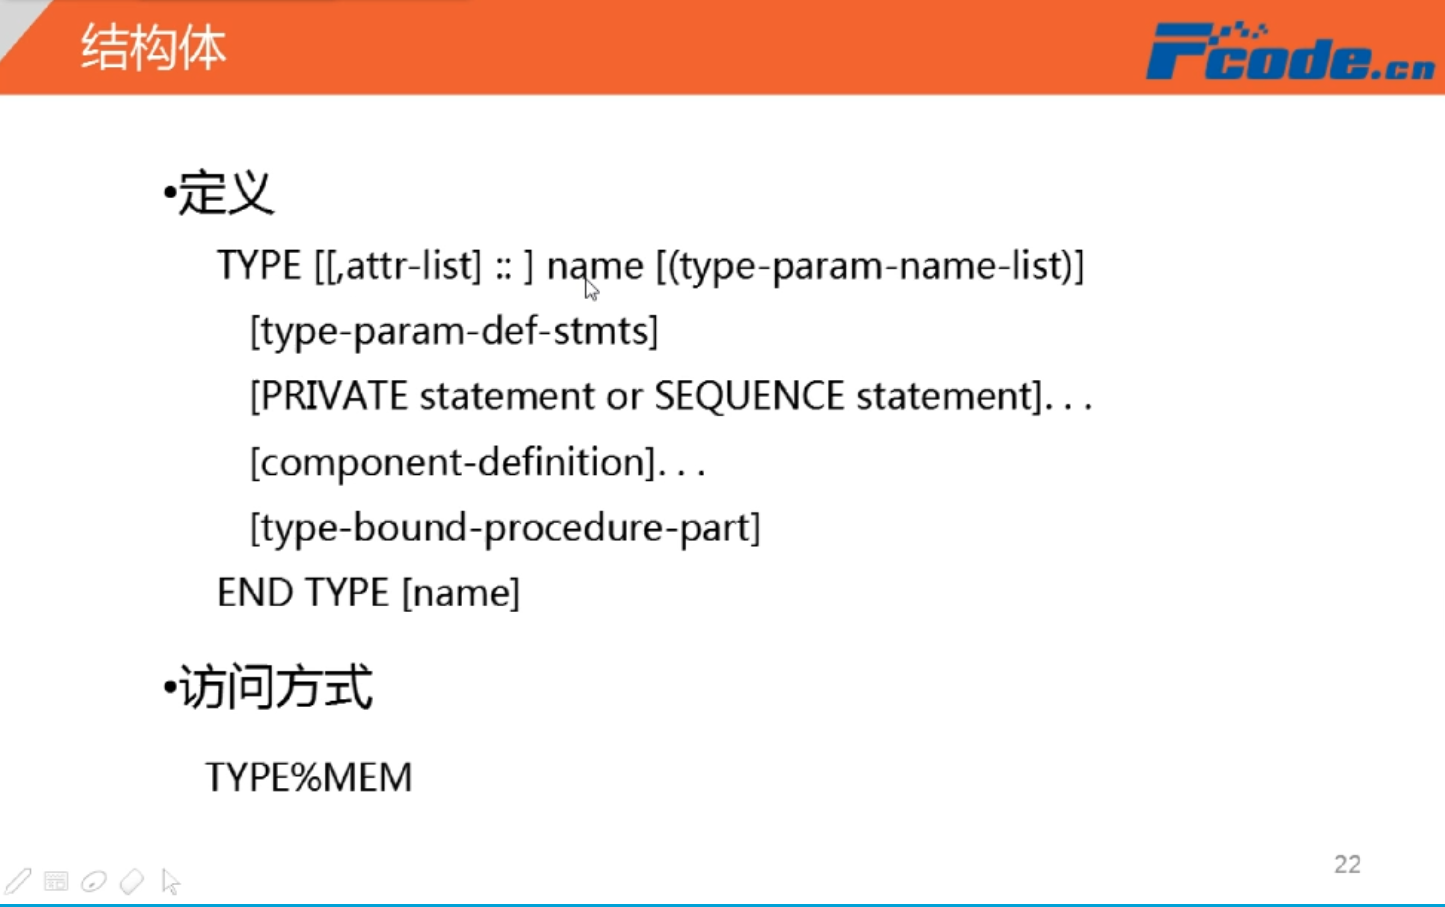 结构体
Fcode.cn
•定义
TYPE [[,attr-list] :: ] name [(type-param-name-list)]
[type-param-def-stmts]
[PRIVATE statement or SEQUENCE statement]. . .
[component-definition]. . .
[type-bound-procedure-part]
END TYPE [name]
•访问方式
TYPE%MEM
22